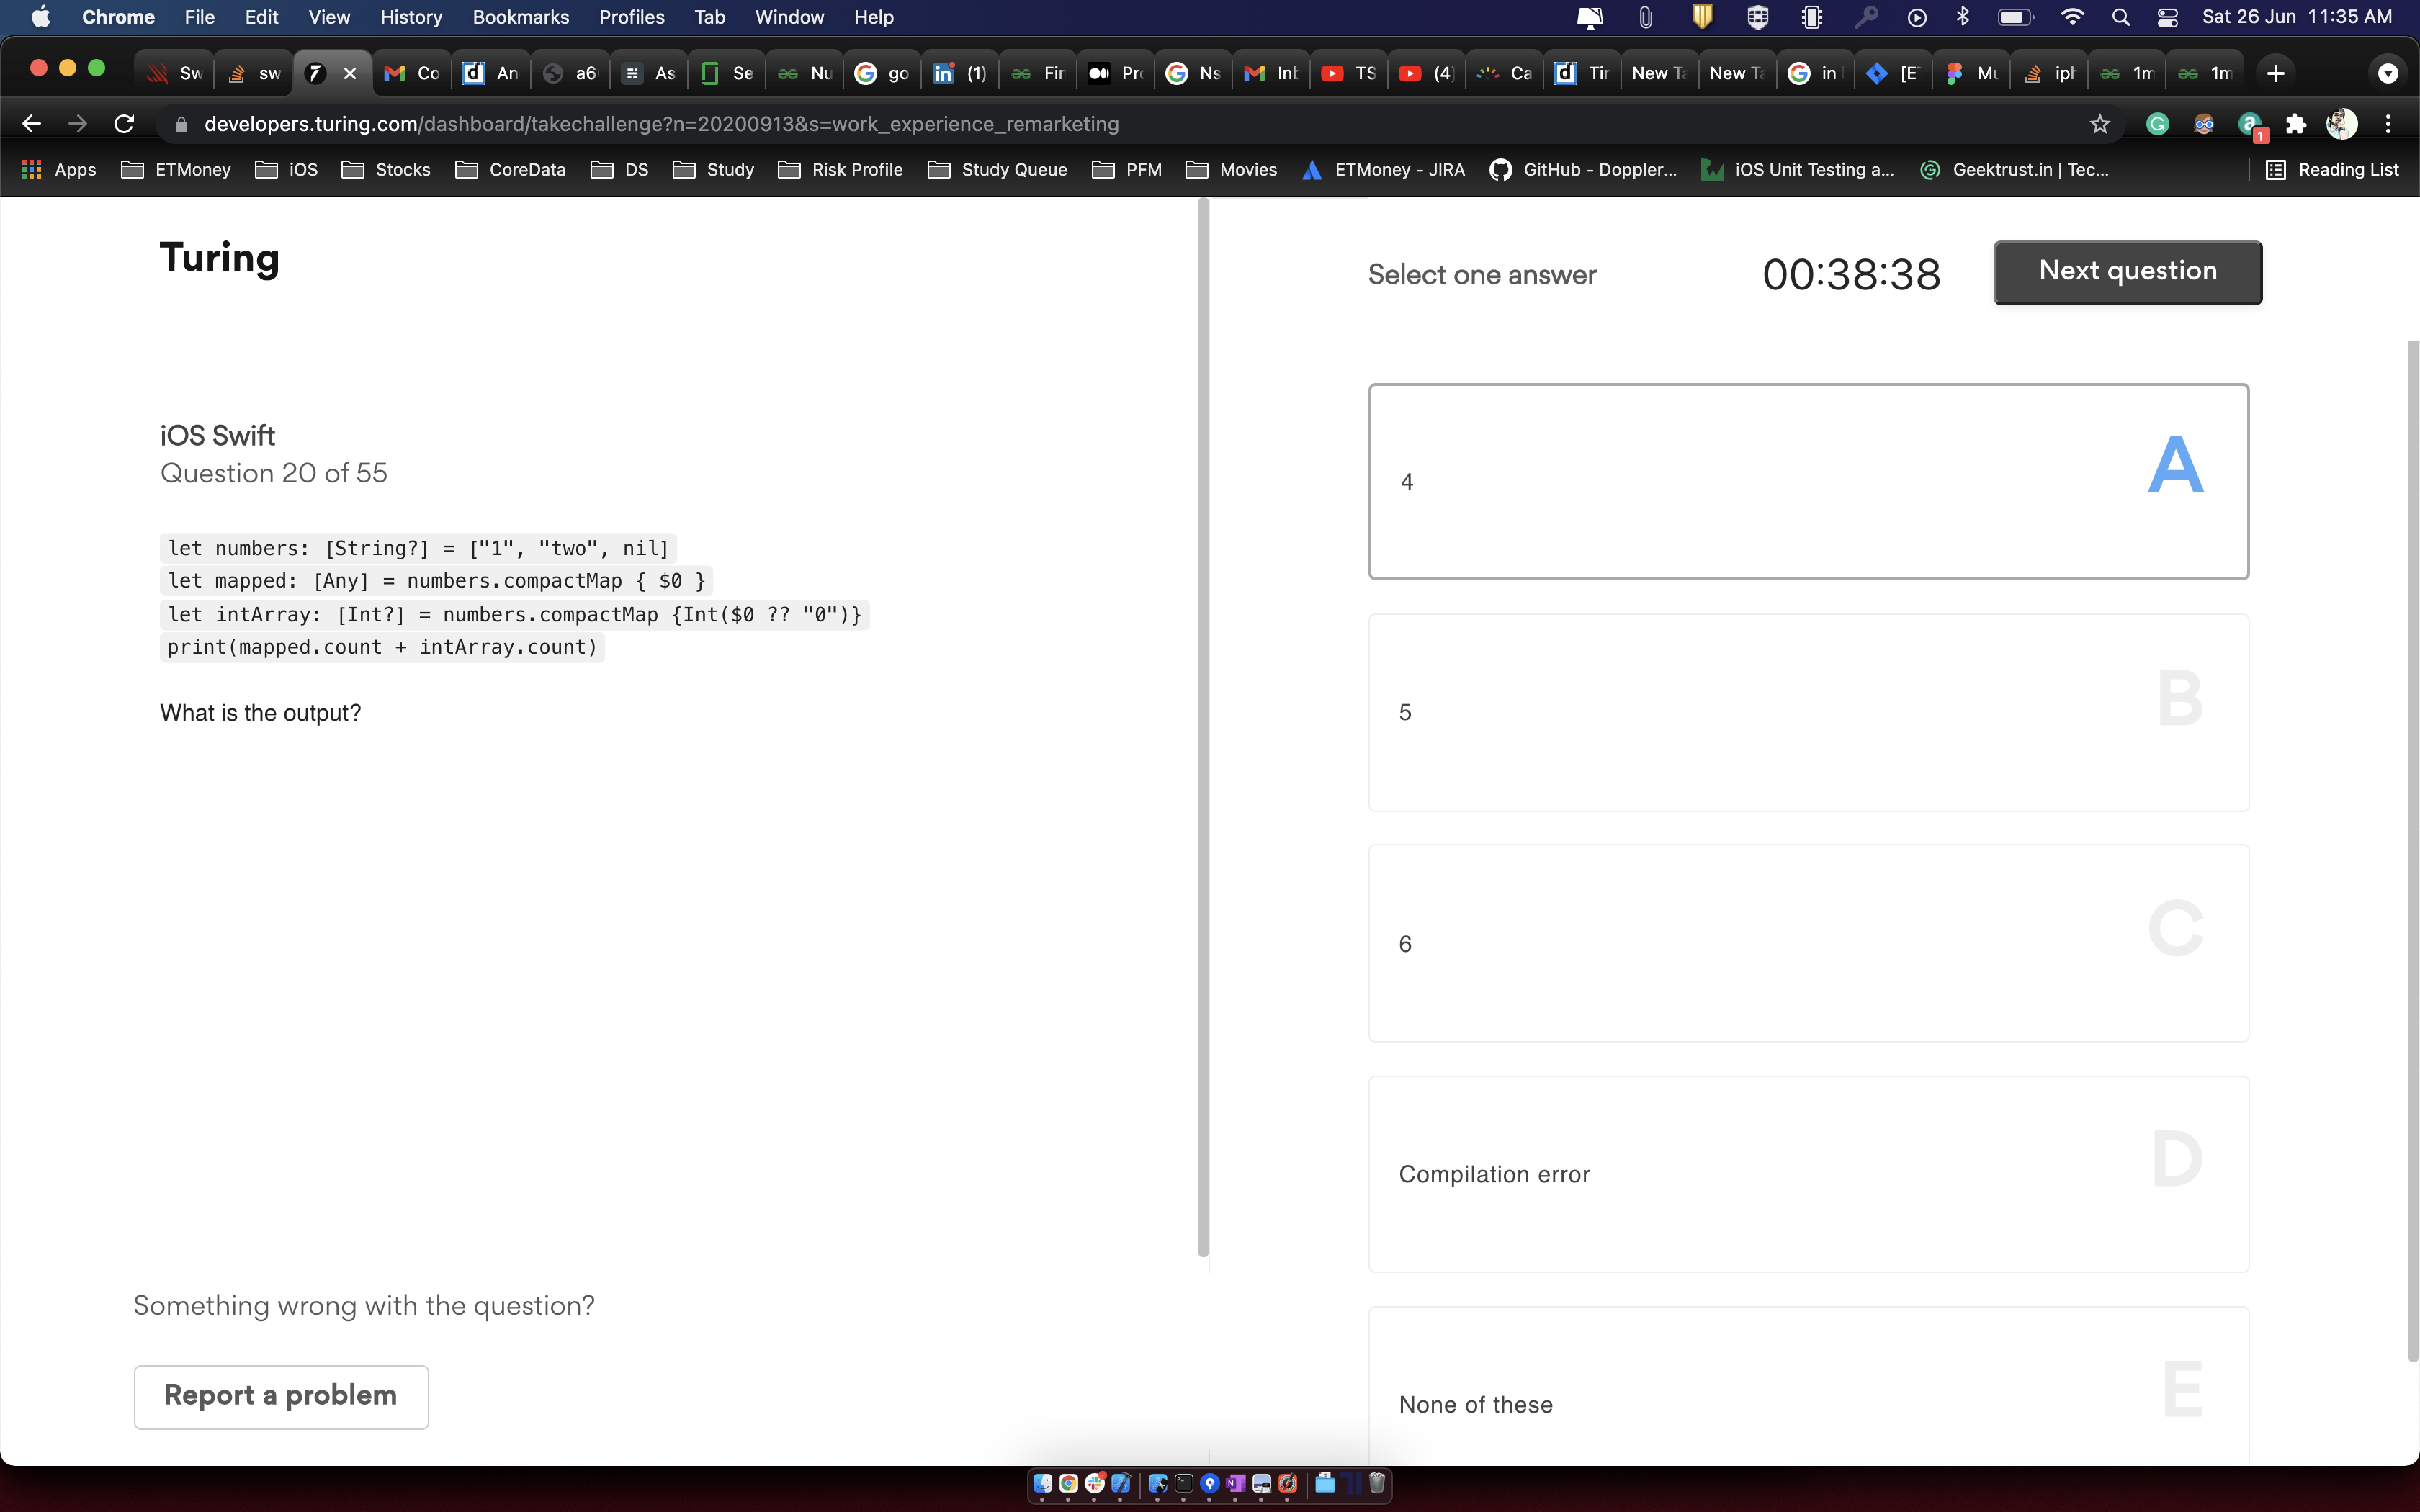 Chrome File Edit View History Bookmarks Profiles Tab Window Help Sat 26 Jun 11:35 AM
Sw sw Co An a6 As Se Nu go (1) Fir Pro Ns Inb TS (4) Ca Tir New Ta New Ta in [E Mu iph 1m 1m
developers.turing.com/dashboard/takechallenge?n=20200913&s=work_experience_remarketing 1
Apps ETMoney iOS Stocks CoreData DS Study Risk Profile Study Queue PFM Movies ETMoney - JIRA GitHub - Doppler... iOS Unit Testing a... Geektrust.in | Tec... Reading List
Turing
Select one answer 00:38:38 Next question
iOS Swift
Question 20 of 55
let numbers: [String?] = ["1", "two", nil]
let mapped: [Any] = numbers.compactMap { $0 }
let intArray: [Int?] = numbers.compactMap {Int($0 ?? "0")}
print(mapped.count + intArray.count)
What is the output?
4 A
5 B
6 C
Compilation error D
None of these E
Something wrong with the question?
Report a problem